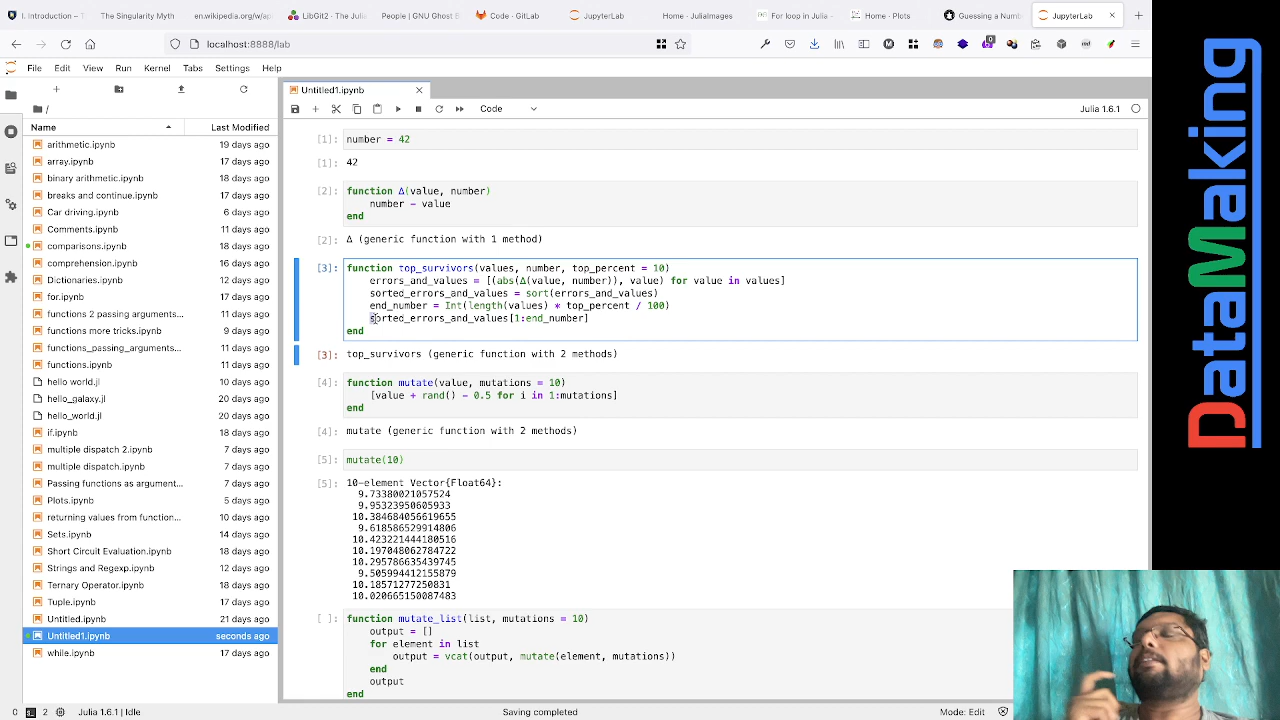 I. Introduction –
The Singularity Myth
en.wikipedia.org/w/ap
LibGit2 · The Julia
People | GNU Ghost E
Code · GitLab
JupyterLab
Home · JuliaImages
For loop in Julia -
Home · Plots
Guessing a Numb
JupyterLab
localhost:8888/lab
File Edit View Run Kernel Tabs Settings Help
Untitled1.ipynb
Code
Julia 1.6.1
/
Name Last Modified
arithmetic.ipynb 19 days ago
array.ipynb 17 days ago
binary arithmetic.ipynb 18 days ago
breaks and continue.ipynb 17 days ago
Car driving.ipynb 6 days ago
Comments.ipynb 11 days ago
comparisons.ipynb 18 days ago
comprehension.ipynb 17 days ago
Dictionaries.ipynb 11 days ago
for.ipynb 17 days ago
functions 2 passing arguments... 11 days ago
functions more tricks.ipynb 9 days ago
functions_passing_arguments... 11 days ago
functions.ipynb 11 days ago
hello world.jl 10 days ago
hello_galaxy.jl 20 days ago
hello_world.jl 20 days ago
if.ipynb 18 days ago
multiple dispatch 2.ipynb 7 days ago
multiple dispatch.ipynb 7 days ago
Passing functions as argument... 7 days ago
Plots.ipynb 5 days ago
returning values from function... 10 days ago
Sets.ipynb 14 days ago
Short Circuit Evaluation.ipynb 18 days ago
Strings and Regexp.ipynb 12 days ago
Ternary Operator.ipynb 18 days ago
Tuple.ipynb 17 days ago
Untitled.ipynb 21 days ago
Untitled1.ipynb seconds ago
while.ipynb 17 days ago
[1]: number = 42
[1]: 42
[2]: function Δ(value, number)
number - value
end
[2]: Δ (generic function with 1 method)
[3]: function top_survivors(values, number, top_percent = 10)
errors_and_values = [(abs(Δ(value, number)), value) for value in values]
sorted_errors_and_values = sort(errors_and_values)
end_number = Int(length(values) * top_percent / 100)
sorted_errors_and_values[1:end_number]
end
[3]: top_survivors (generic function with 2 methods)
[4]: function mutate(value, mutations = 10)
[value + rand() - 0.5 for i in 1:mutations]
end
[4]: mutate (generic function with 2 methods)
[5]: mutate(10)
[5]: 10-element Vector{Float64}:
9.73380021057524
9.95323950605933
10.384684056619655
9.618586529914806
10.423221444180516
10.197048062784722
10.295786635439745
9.505994412155879
10.18571277250831
10.020665150087483
[ ]: function mutate_list(list, mutations = 10)
output = []
for element in list
output = vcat(output, mutate(element, mutations))
end
output
end
0 2 Julia 1.6.1 | Idle
Saving completed
Mode: Edit
DataMaking